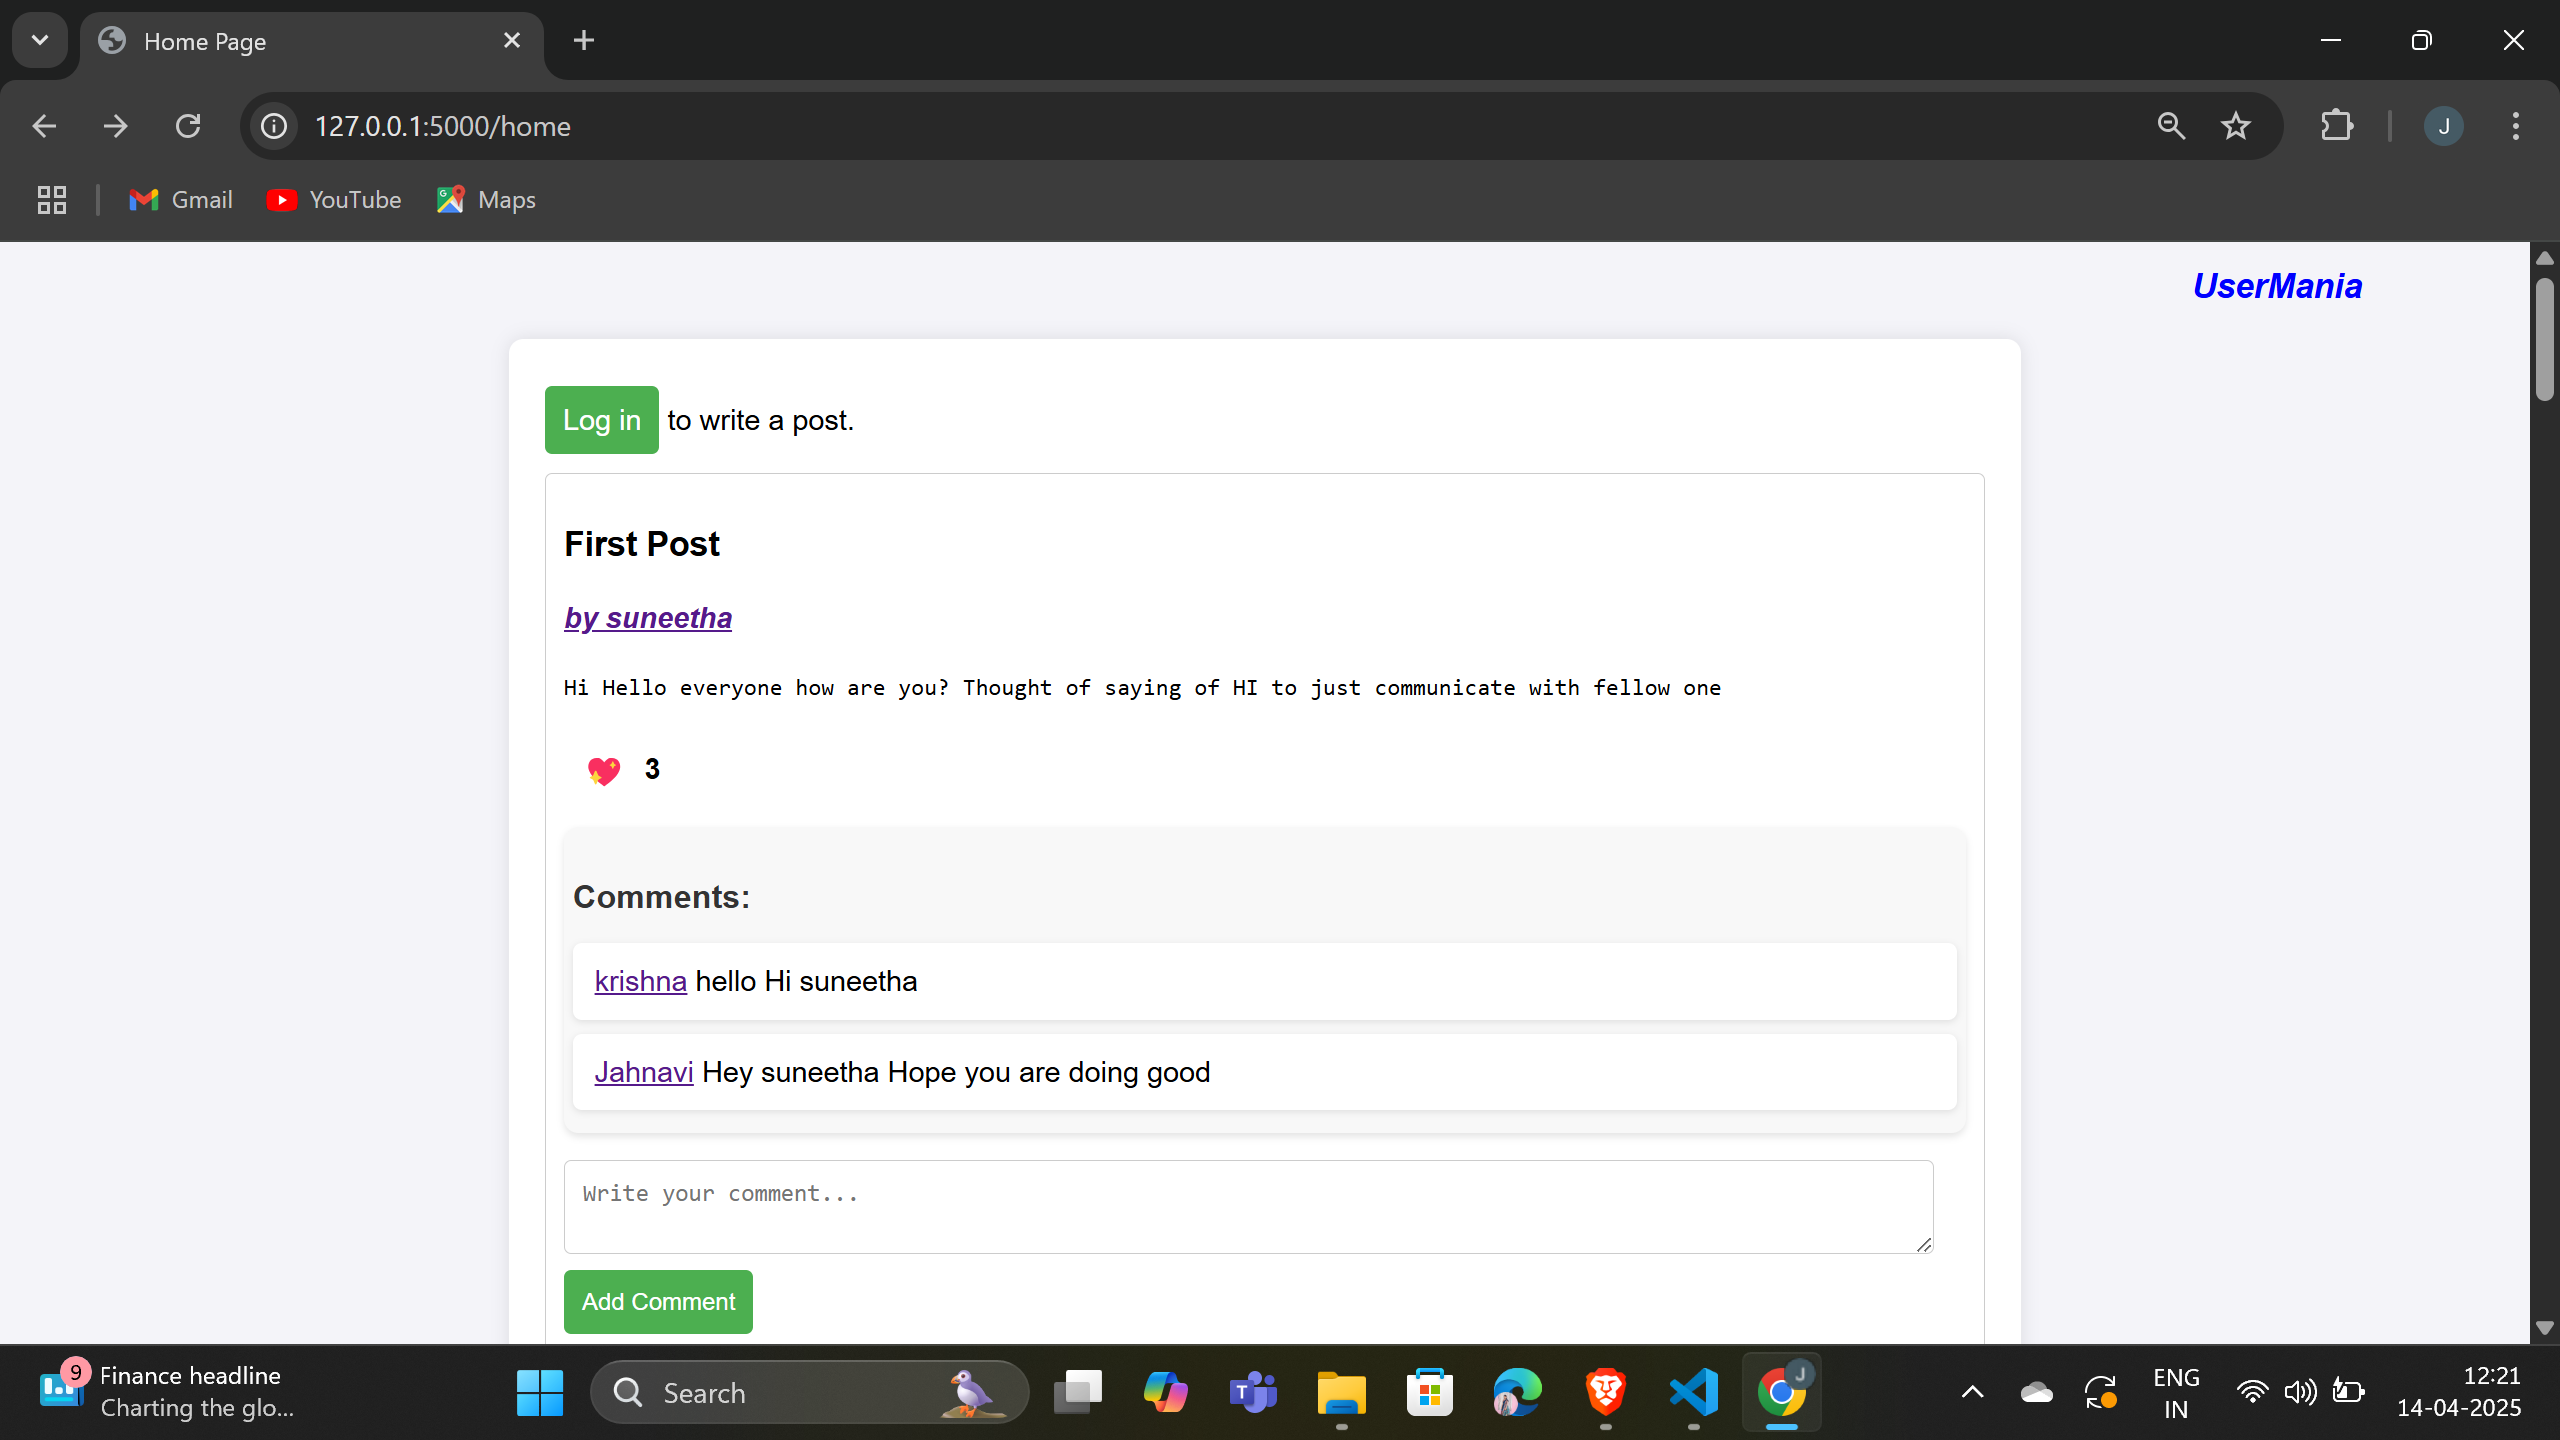 Home Page
127.0.0.1:5000/home
J
Gmail
YouTube
Maps
UserMania
Log in to write a post.
First Post
by suneetha
Hi Hello everyone how are you? Thought of saying of HI to just communicate with fellow one
3
Comments:
krishna hello Hi suneetha
Jahnavi Hey suneetha Hope you are doing good
Write your comment...
Add Comment
9
Finance headline
Charting the glo...
Search
T
J
ENG
IN
12:21
14-04-2025